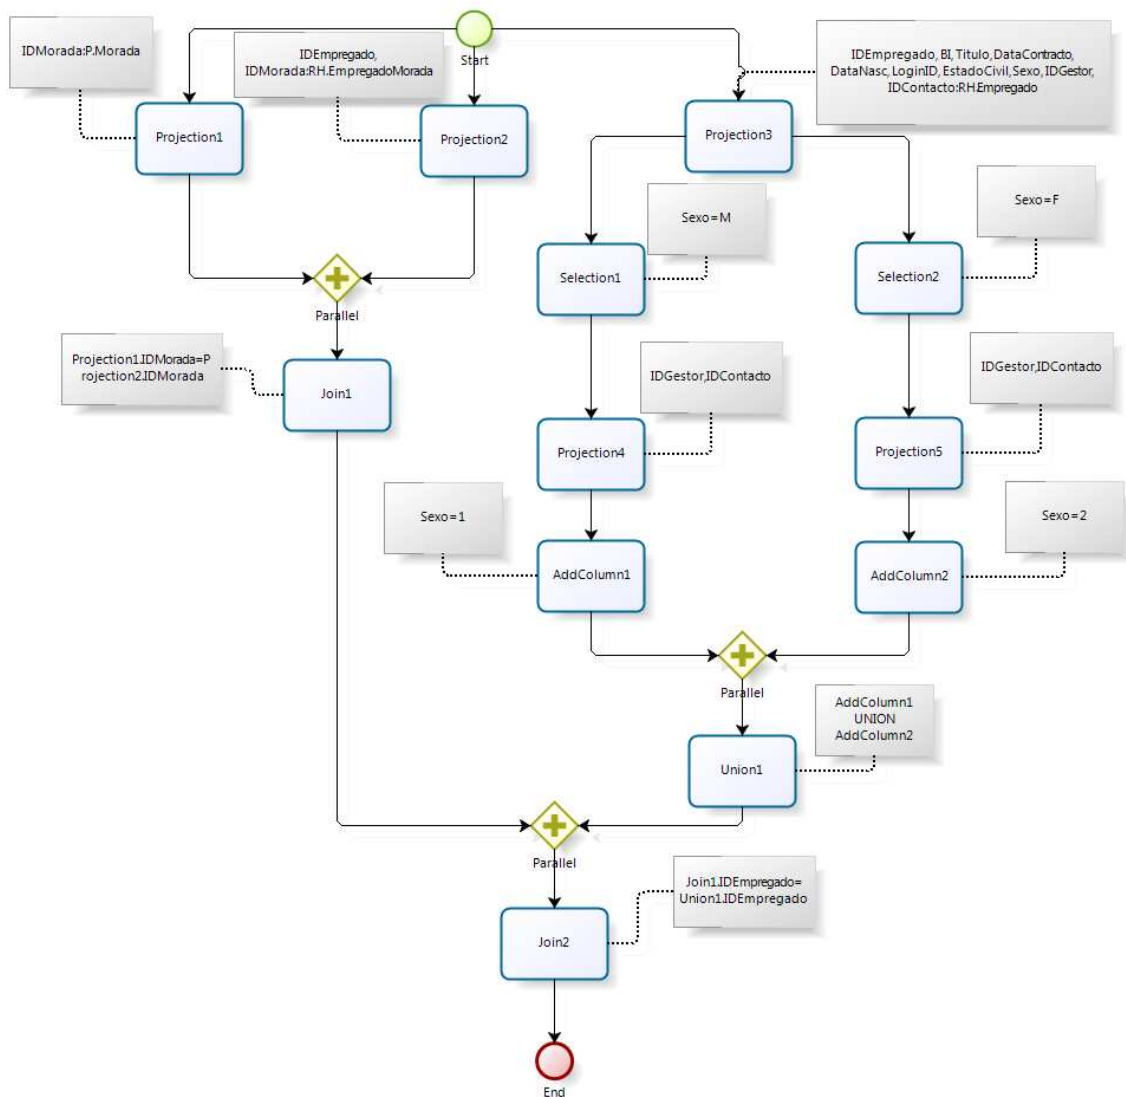 Start
IDMorada:P.Morada
IDEmpregado,
IDMorada:RH.EmpregadoMorada
IDEmpregado, BI, Titulo, DataContracto,
DataNasc, LoginID, EstadoCivil, Sexo, IDGestor,
IDContacto:RH.Empregado
Projection1
Projection2
Projection3
Sexo=M
Sexo=F
Selection1
Selection2
Parallel
Projection1.IDMorada=P
rojection2.IDMorada
Join1
IDGestor,IDContacto
IDGestor,IDContacto
Projection4
Projection5
Sexo=1
Sexo=2
AddColumn1
AddColumn2
Parallel
AddColumn1
UNION
AddColumn2
Union1
Parallel
Join1.IDEmpregado=
Union1.IDEmpregado
Join2
End